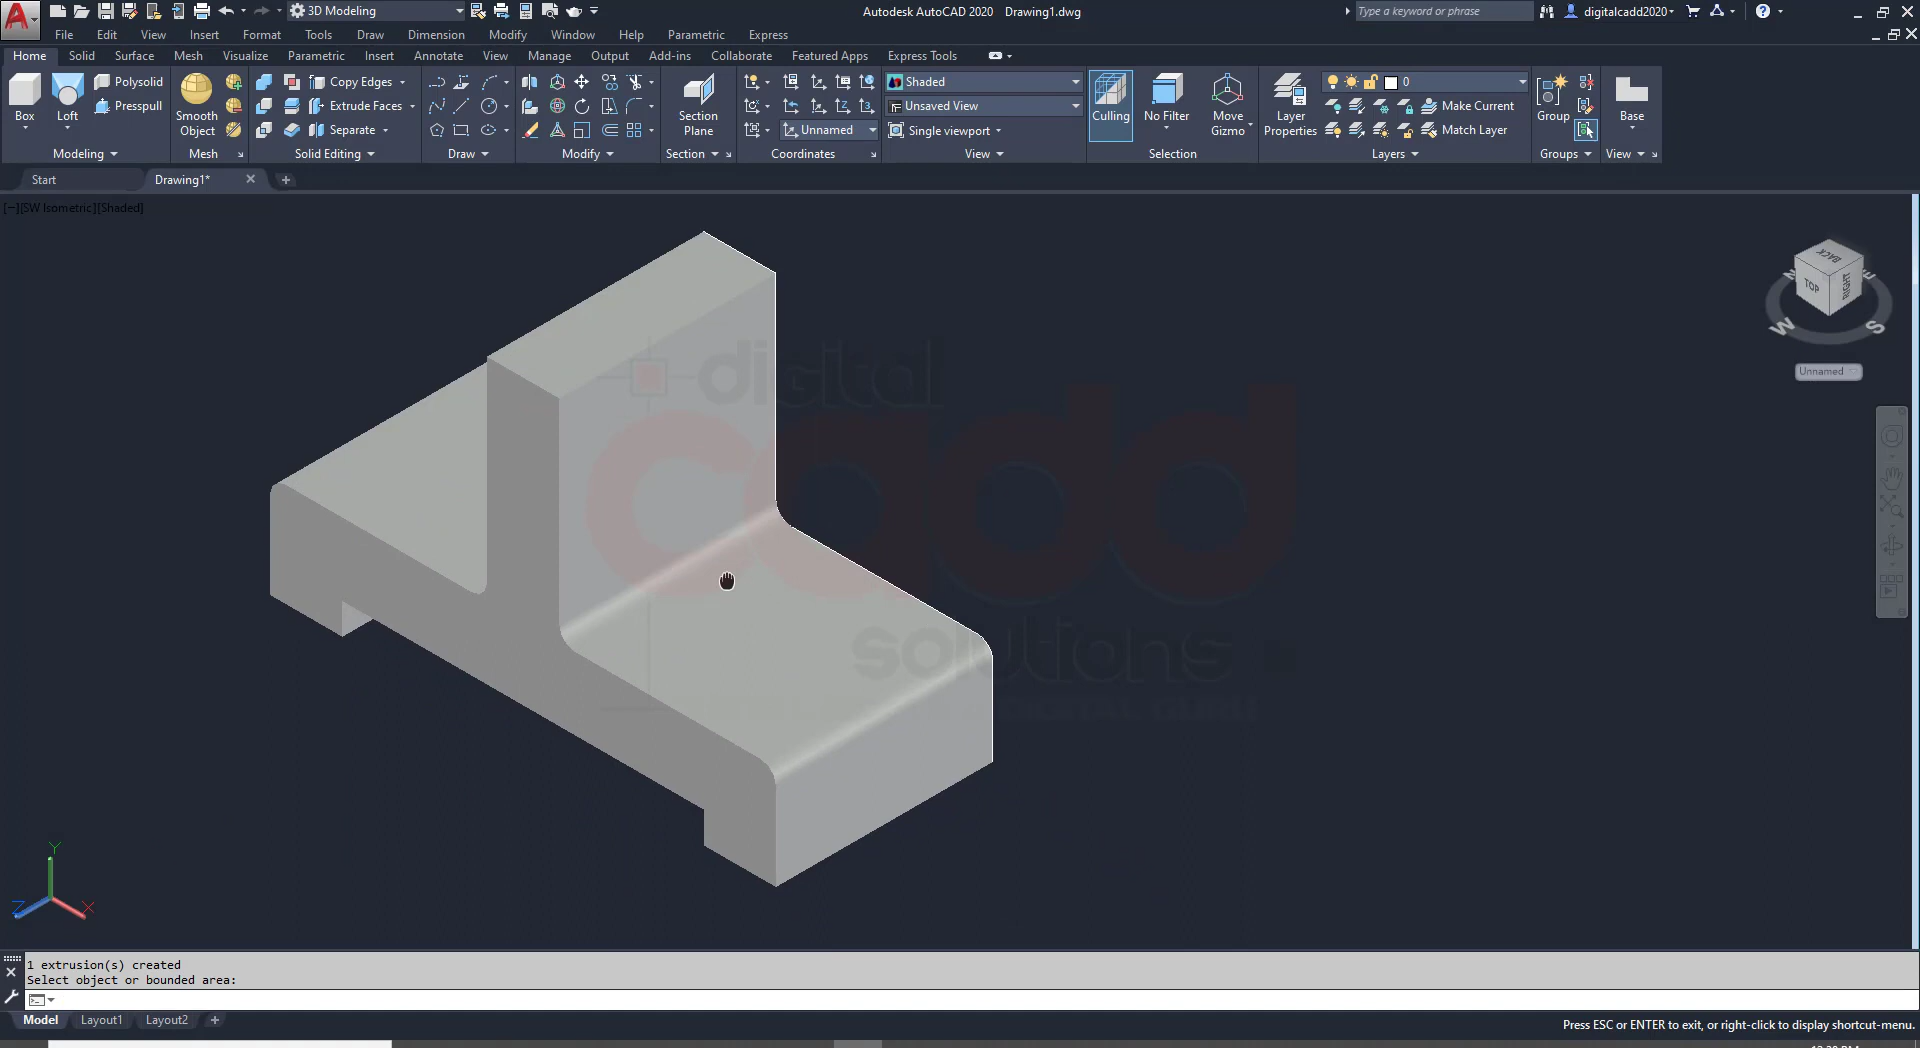 3D Modeling
Autodesk AutoCAD 2020 Drawing1.dwg
Type a keyword or phrase
digitalcadd2020
File Edit View Insert Format Tools Draw Dimension Modify Window Help Parametric Express
Home Solid Surface Mesh Visualize Parametric Insert Annotate View Manage Output Add-ins Collaborate Featured Apps Express Tools
Box
Loft
Polysolid
Presspull
Modeling
Smooth
Object
Mesh
Copy Edges
Extrude Faces
Separate
Solid Editing
Draw
Modify
Section
Plane
Section
Unnamed
Coordinates
Shaded
Unsaved View
Single viewport
View
Culling
No Filter
Move
Gizmo
Selection
Layer
Properties
0
Make Current
Match Layer
Layers
Group
Groups
Base
View
Start
Drawing1*
[−][SW Isometric][Shaded]
BACK
TOP
RIGHT
W
S
Unnamed
digital
cadd
solutions
Y
Z
X
1 extrusion(s) created
Select object or bounded area:
Model Layout1 Layout2
Press ESC or ENTER to exit, or right-click to display shortcut-menu.